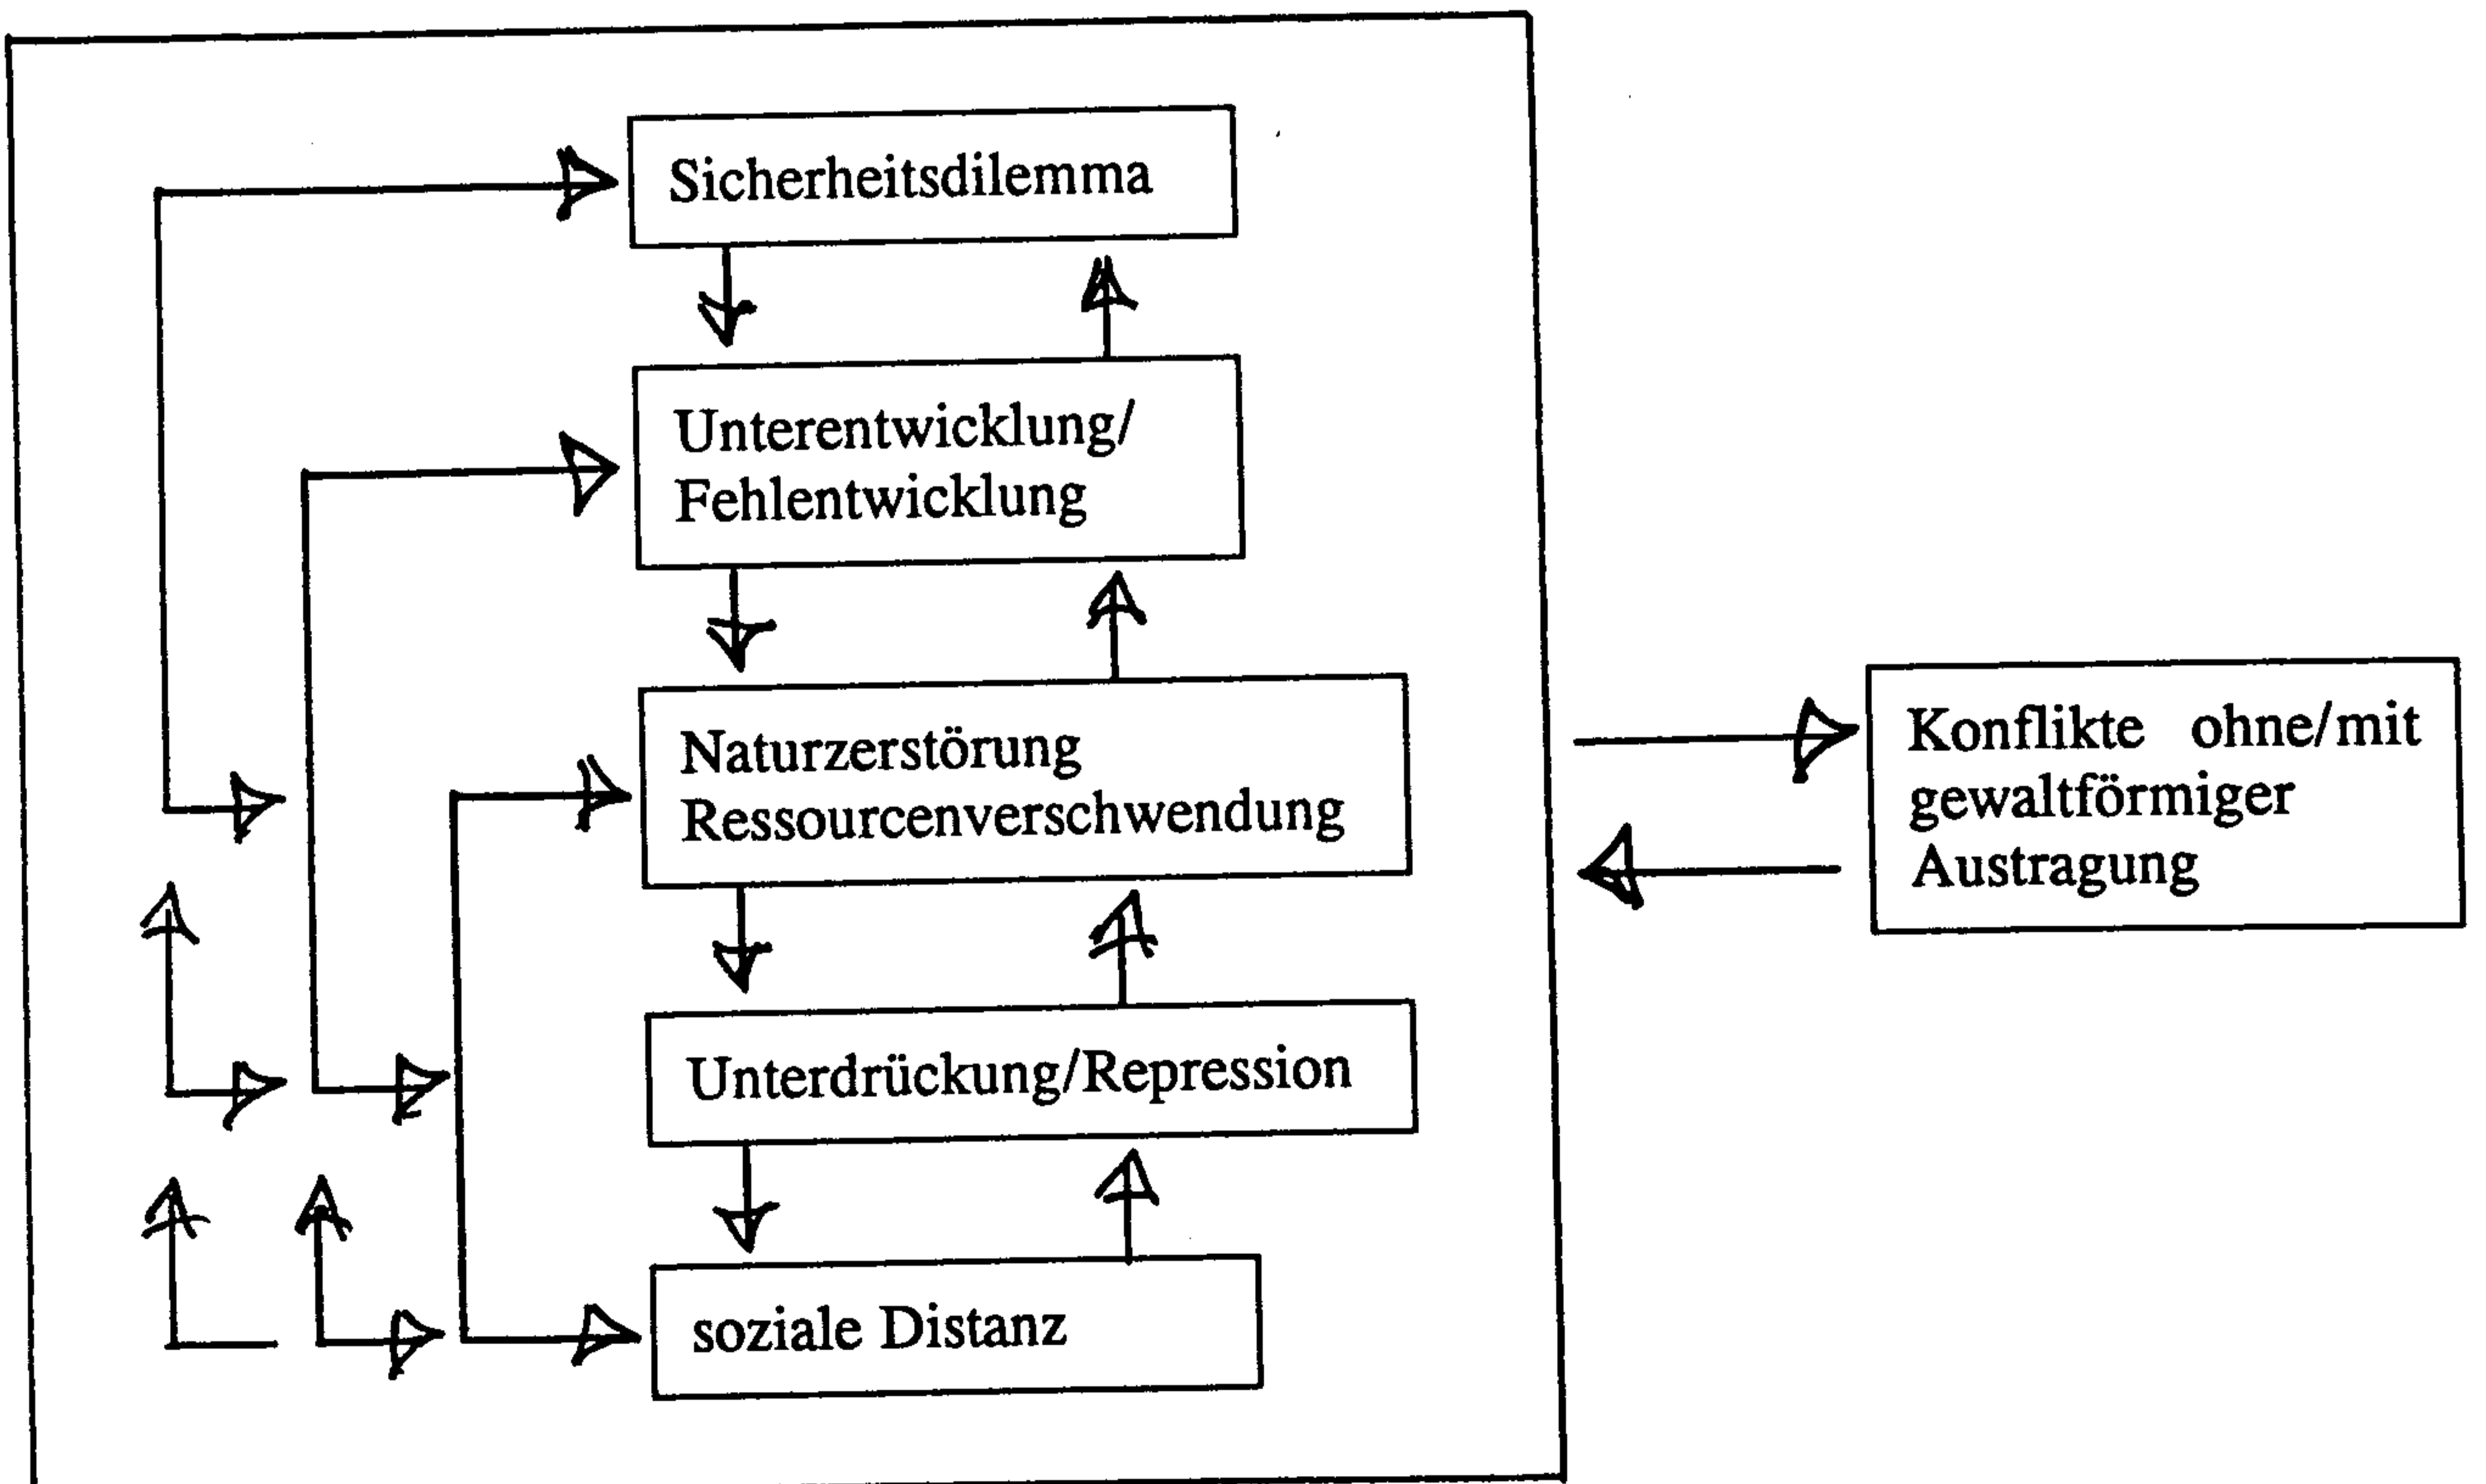 Sicherheitsdilemma
Unterentwicklung/
Fehlentwicklung
Naturzerstörung
Ressourcenverschwendung
Unterdrückung/Repression
soziale Distanz
Konflikte ohne/mit
gewaltförmiger
Austragung